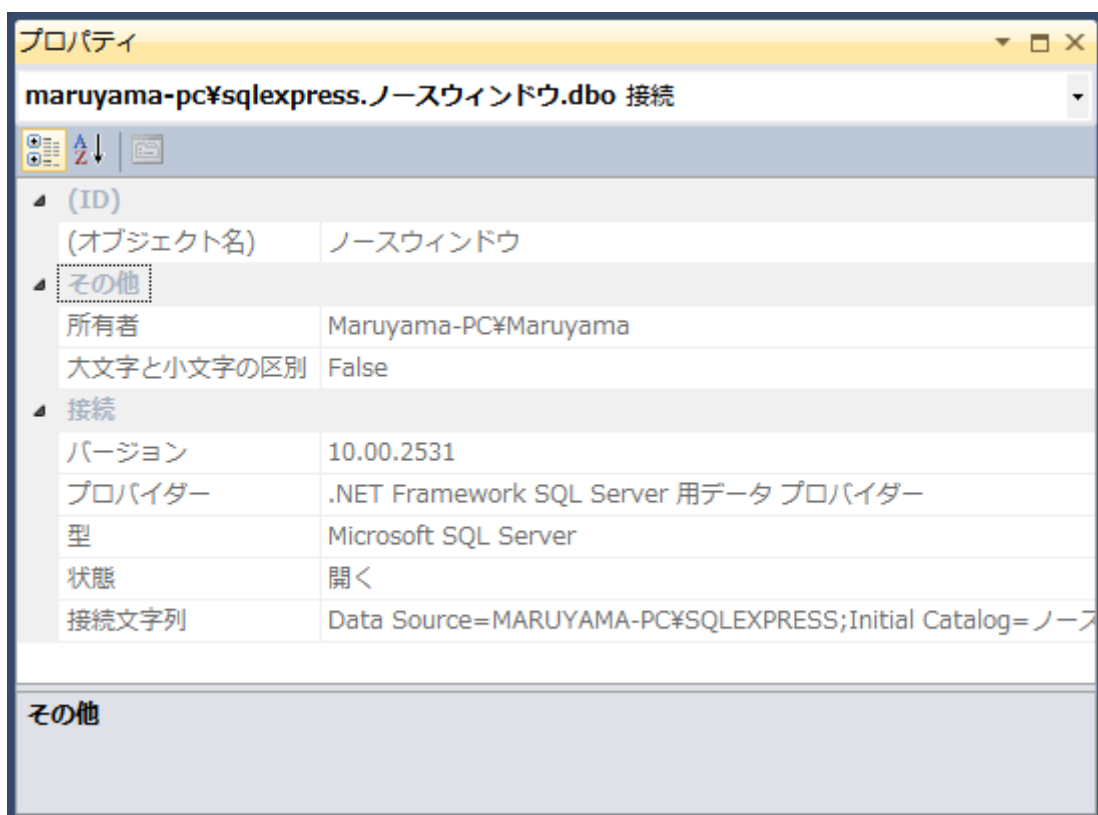 プロパティ
maruyama-pc¥sqlexpress.ノースウィンドウ.dbo 接続
(ID)
(オブジェクト名) ノースウィンドウ
その他
所有者 Maruyama-PC¥Maruyama
大文字と小文字の区別 False
接続
バージョン 10.00.2531
プロバイダー .NET Framework SQL Server 用データ プロバイダー
型 Microsoft SQL Server
状態 開く
接続文字列 Data Source=MARUYAMA-PC¥SQLEXPRESS;Initial Catalog=ノース
その他